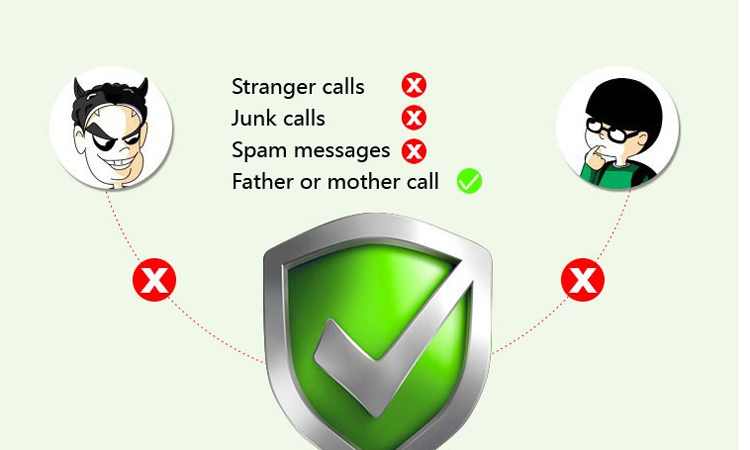 Stranger calls
Junk calls
Spam messages
Father or mother call